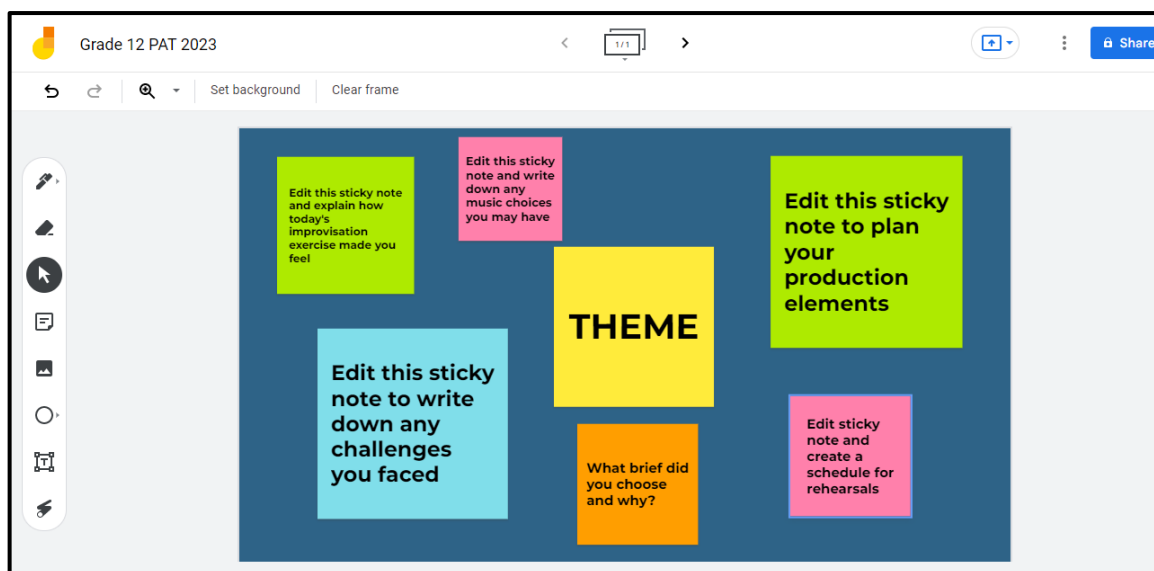 Grade 12 PAT 2023
1/1
Share
Set background
Clear frame
Edit this sticky note
and explain how
today's
improvisation
exercise made you
feel
Edit this sticky
note and write
down any
music choices
you may have
Edit this sticky
note to plan
your
production
elements
THEME
Edit this sticky
note to write
down any
challenges
you faced
What brief did
you choose
and why?
Edit sticky
note and
create a
schedule for
rehearsals